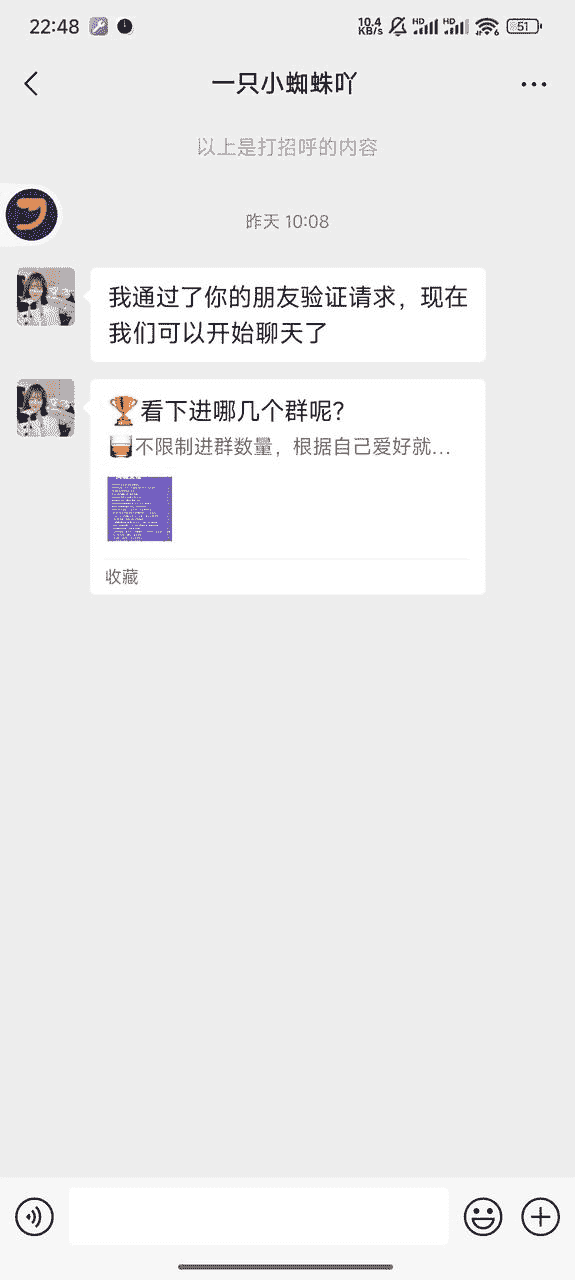 22:48
10.4 KB/s
HD
HD
6
51
一只小蜘蛛吖
以上是打招呼的内容
昨天 10:08
我通过了你的朋友验证请求，现在
我们可以开始聊天了
🏆看下进哪几个群呢？
🥃不限制进群数量，根据自己爱好就...
收藏